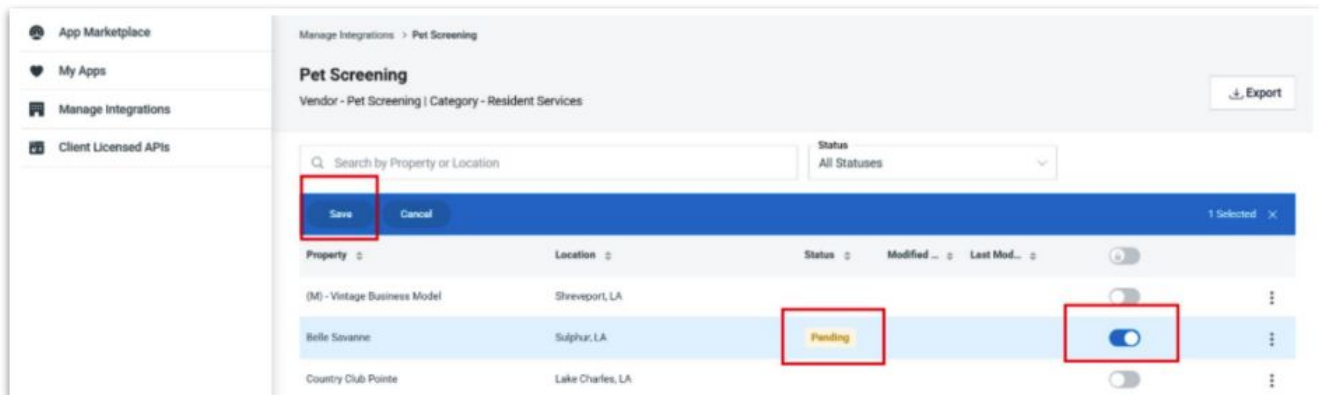 App Marketplace
My Apps
Manage Integrations
Client Licensed APIs
Manage Integrations > Pet Screening
Pet Screening
Vendor - Pet Screening | Category - Resident Services
Export
Search by Property or Location
Status
All Statuses
Save Cancel 1 Selected ×
Property Location Status Modified ... Last Mod...
(M) - Vintage Business Model Shreveport, LA
Belle Savanne Sulphur, LA Pending
Country Club Pointe Lake Charles, LA